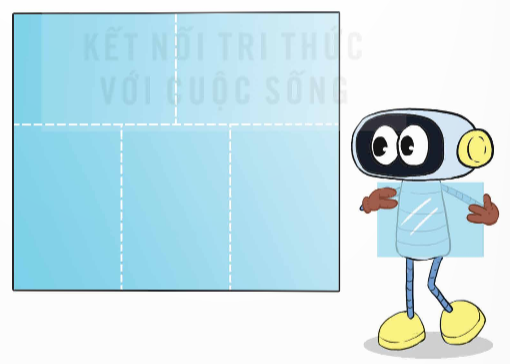 KẾT NỐI TRI THỨC
VỚI CUỘC SỐNG